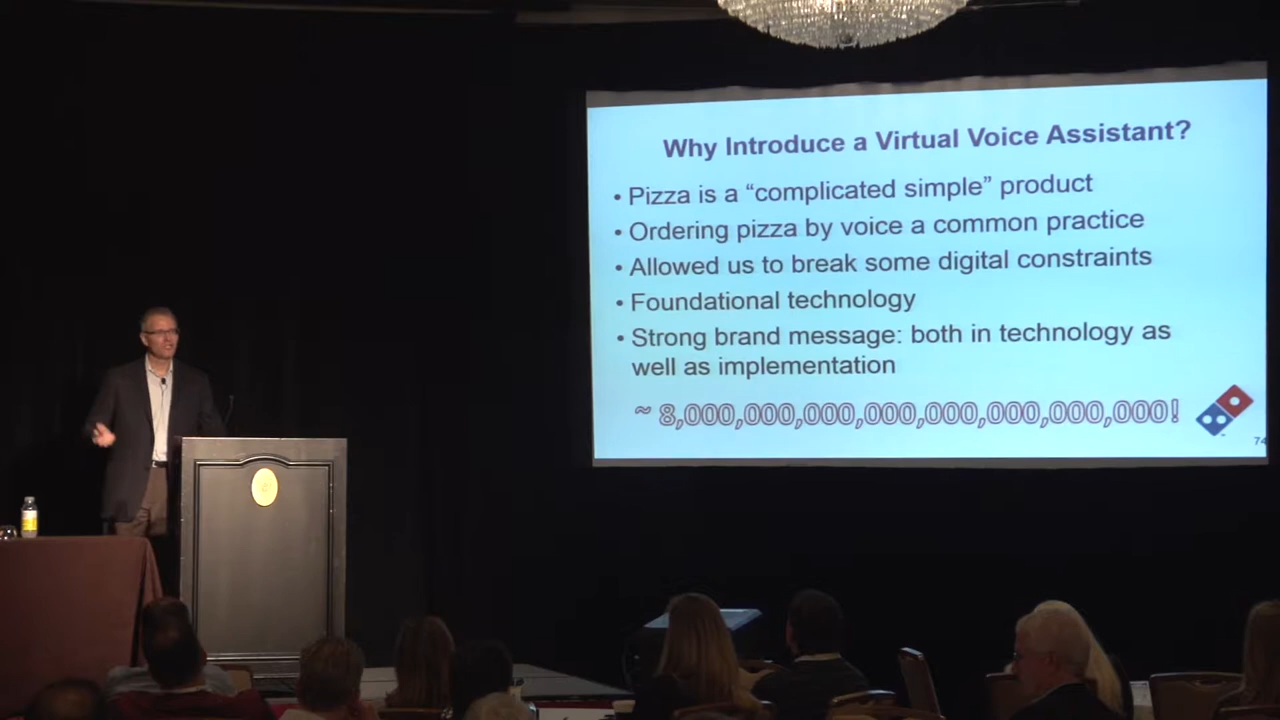 Why Introduce a Virtual Voice Assistant?
• Pizza is a “complicated simple” product
• Ordering pizza by voice a common practice
• Allowed us to break some digital constraints
• Foundational technology
• Strong brand message: both in technology as
well as implementation
~ 8,000,000,000,000,000,000,000,000!
74